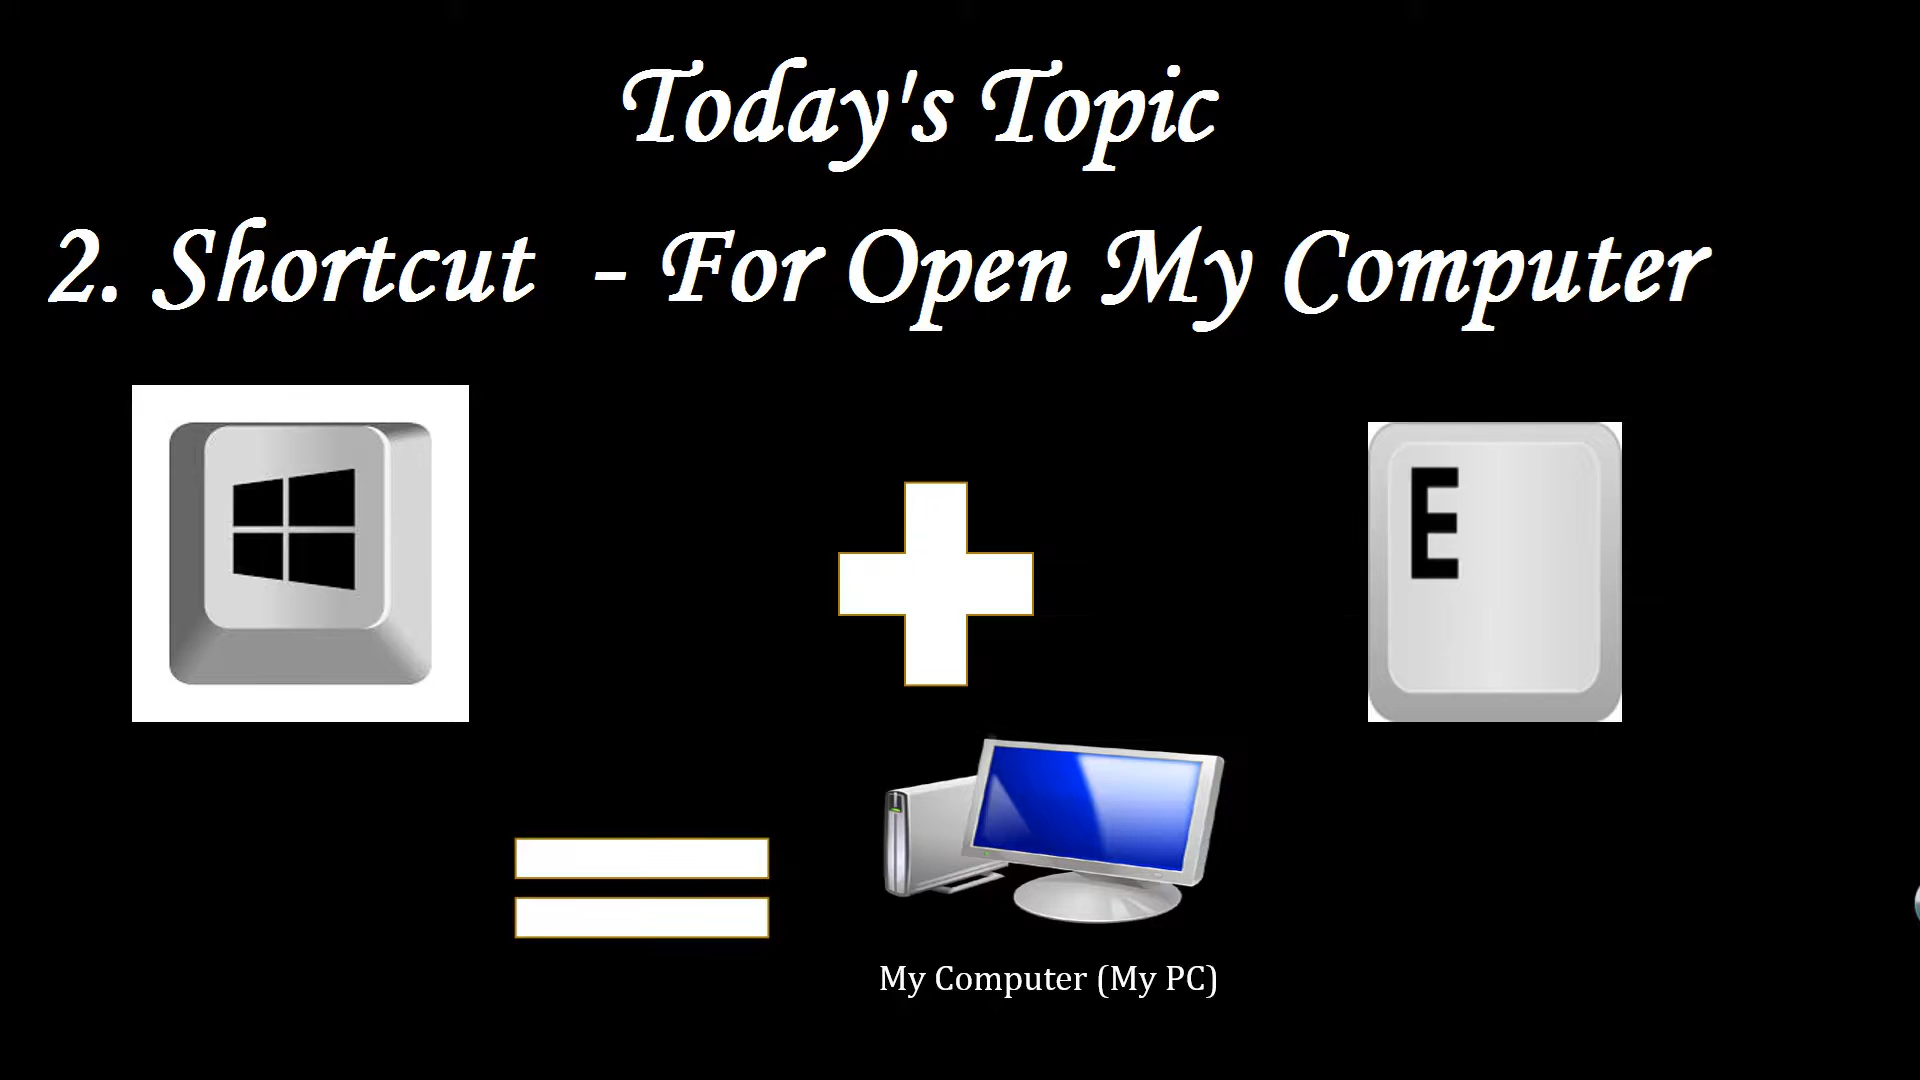 Today's Topic
2. Shortcut - For Open My Computer
E
My Computer (My PC)